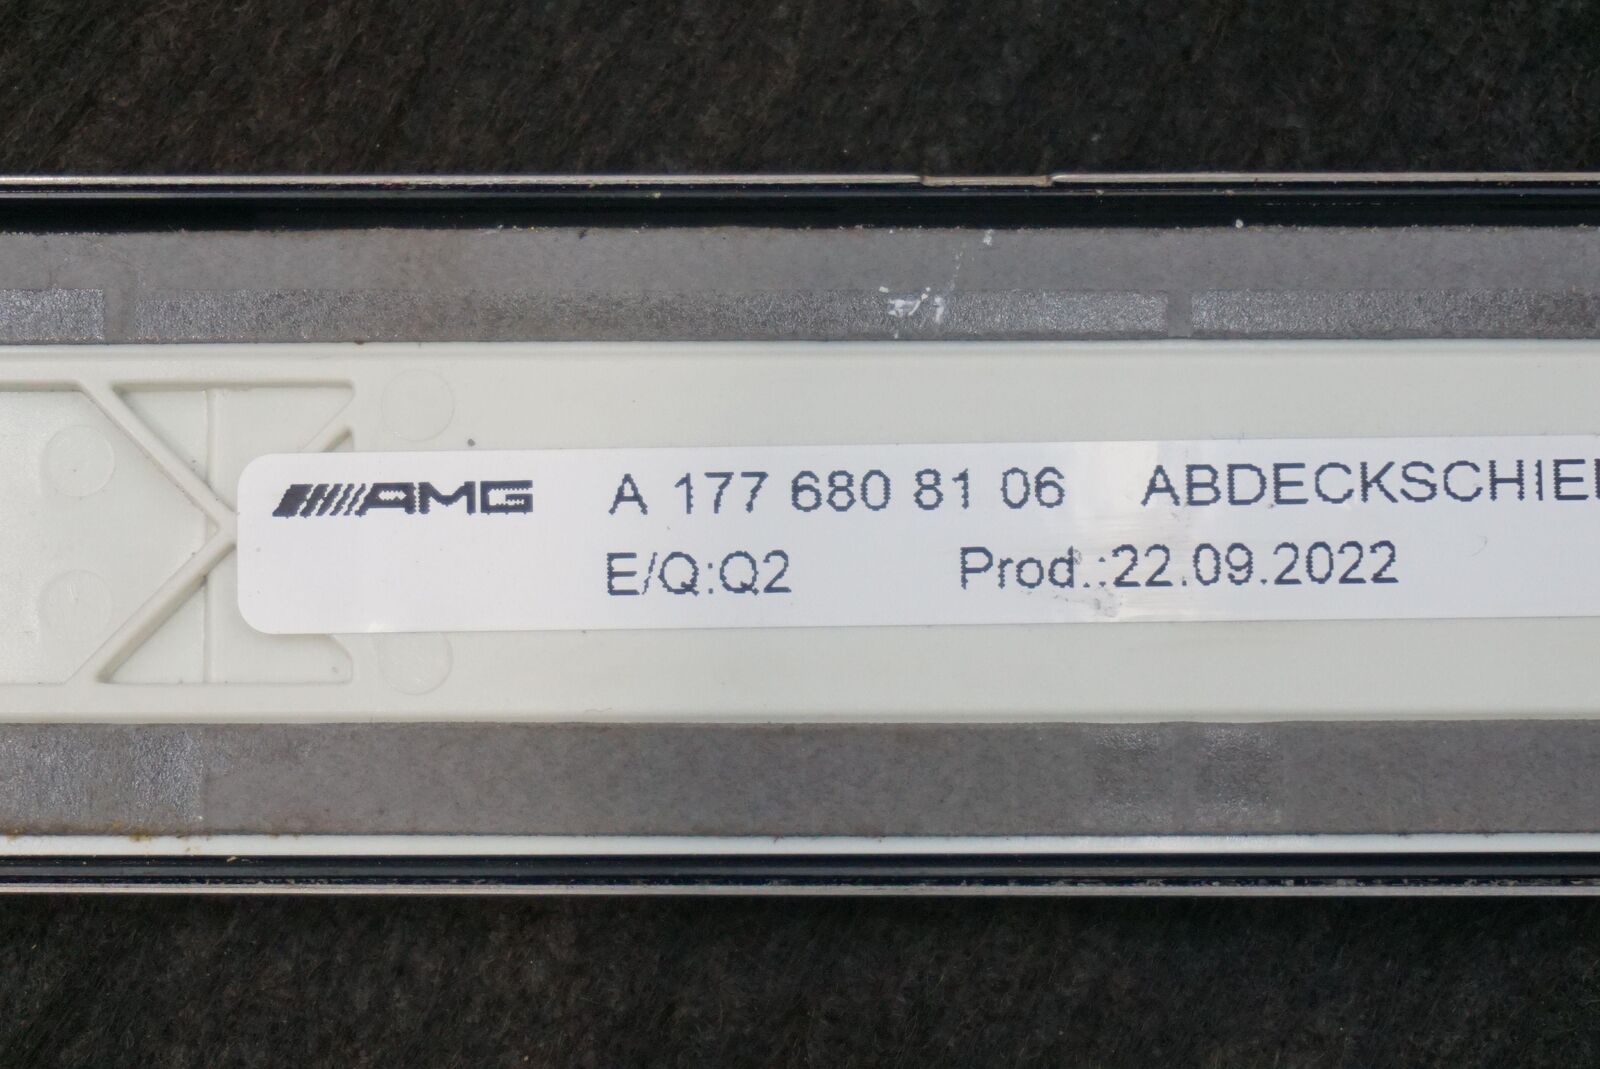 AMG A 177 680 81 06 ABDECKSCHIE
E/Q:Q2 Prod.:22.09.2022